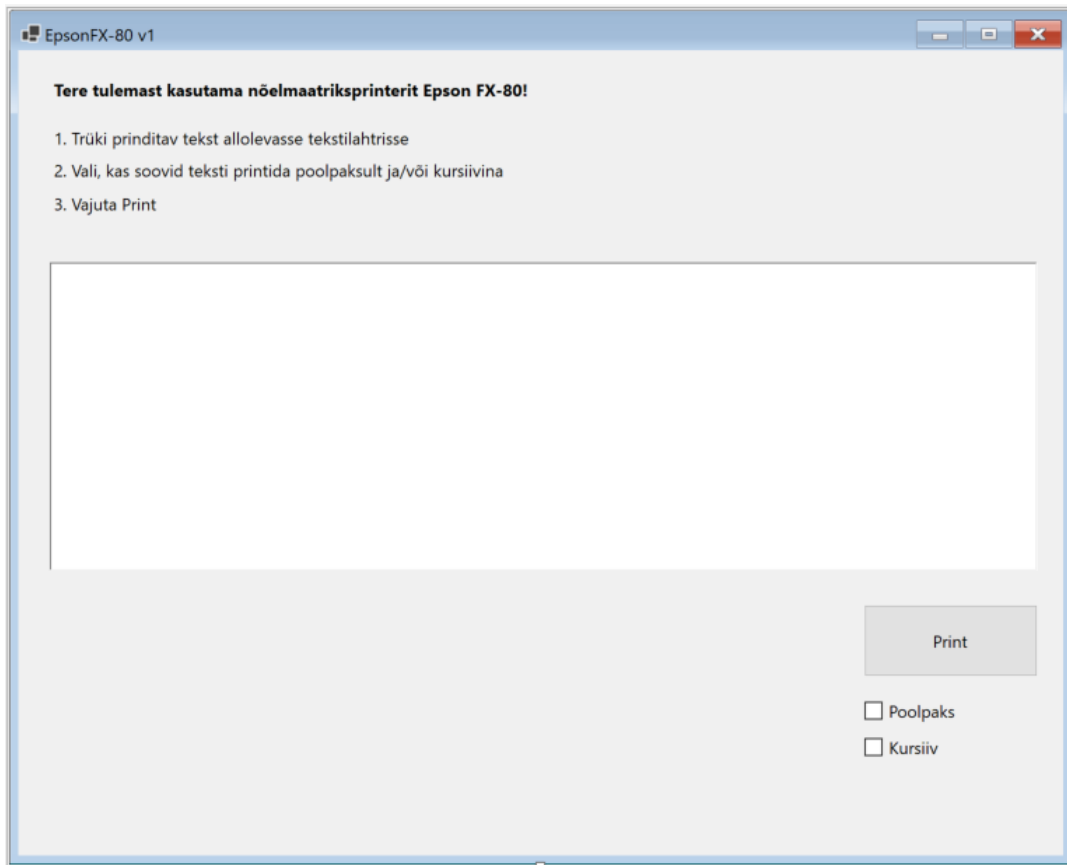 EpsonFX-80 v1
Tere tulemast kasutama nõelmaatriksprinterit Epson FX-80!
1. Trüki prinditav tekst allolevasse tekstilahtrisse
2. Vali, kas soovid teksti printida poolpaksult ja/või kursiivina
3. Vajuta Print
Print
Poolpaks
Kursiiv